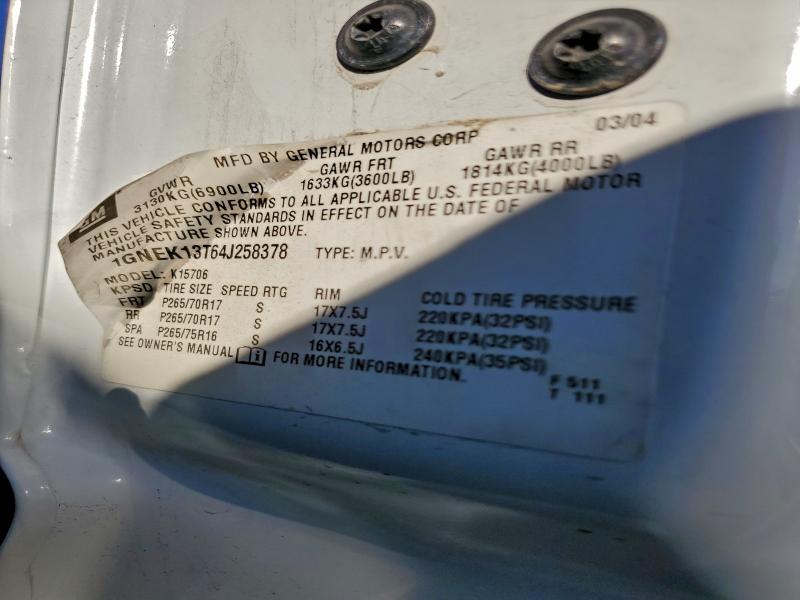 03/04
MFD BY GENERAL MOTORS CORP
GVWR GAWR FRT GAWR RR
3130KG(6900LB) 1633KG(3600LB) 1814KG(4000LB)
GM
THIS VEHICLE CONFORMS TO ALL APPLICABLE U.S. FEDERAL MOTOR
VEHICLE SAFETY STANDARDS IN EFFECT ON THE DATE OF
MANUFACTURE SHOWN ABOVE.
1GNEK13T64J258378 TYPE: M.P.V.
MODEL: K15706
KPSD TIRE SIZE SPEED RTG RIM COLD TIRE PRESSURE
FRT P265/70R17 S 17X7.5J 220KPA(32PSI)
RR P265/70R17 S 17X7.5J 220KPA(32PSI)
SPA P265/75R16 S 16X6.5J 240KPA(35PSI)
SEE OWNER'S MANUAL FOR MORE INFORMATION.
F 511
T 111